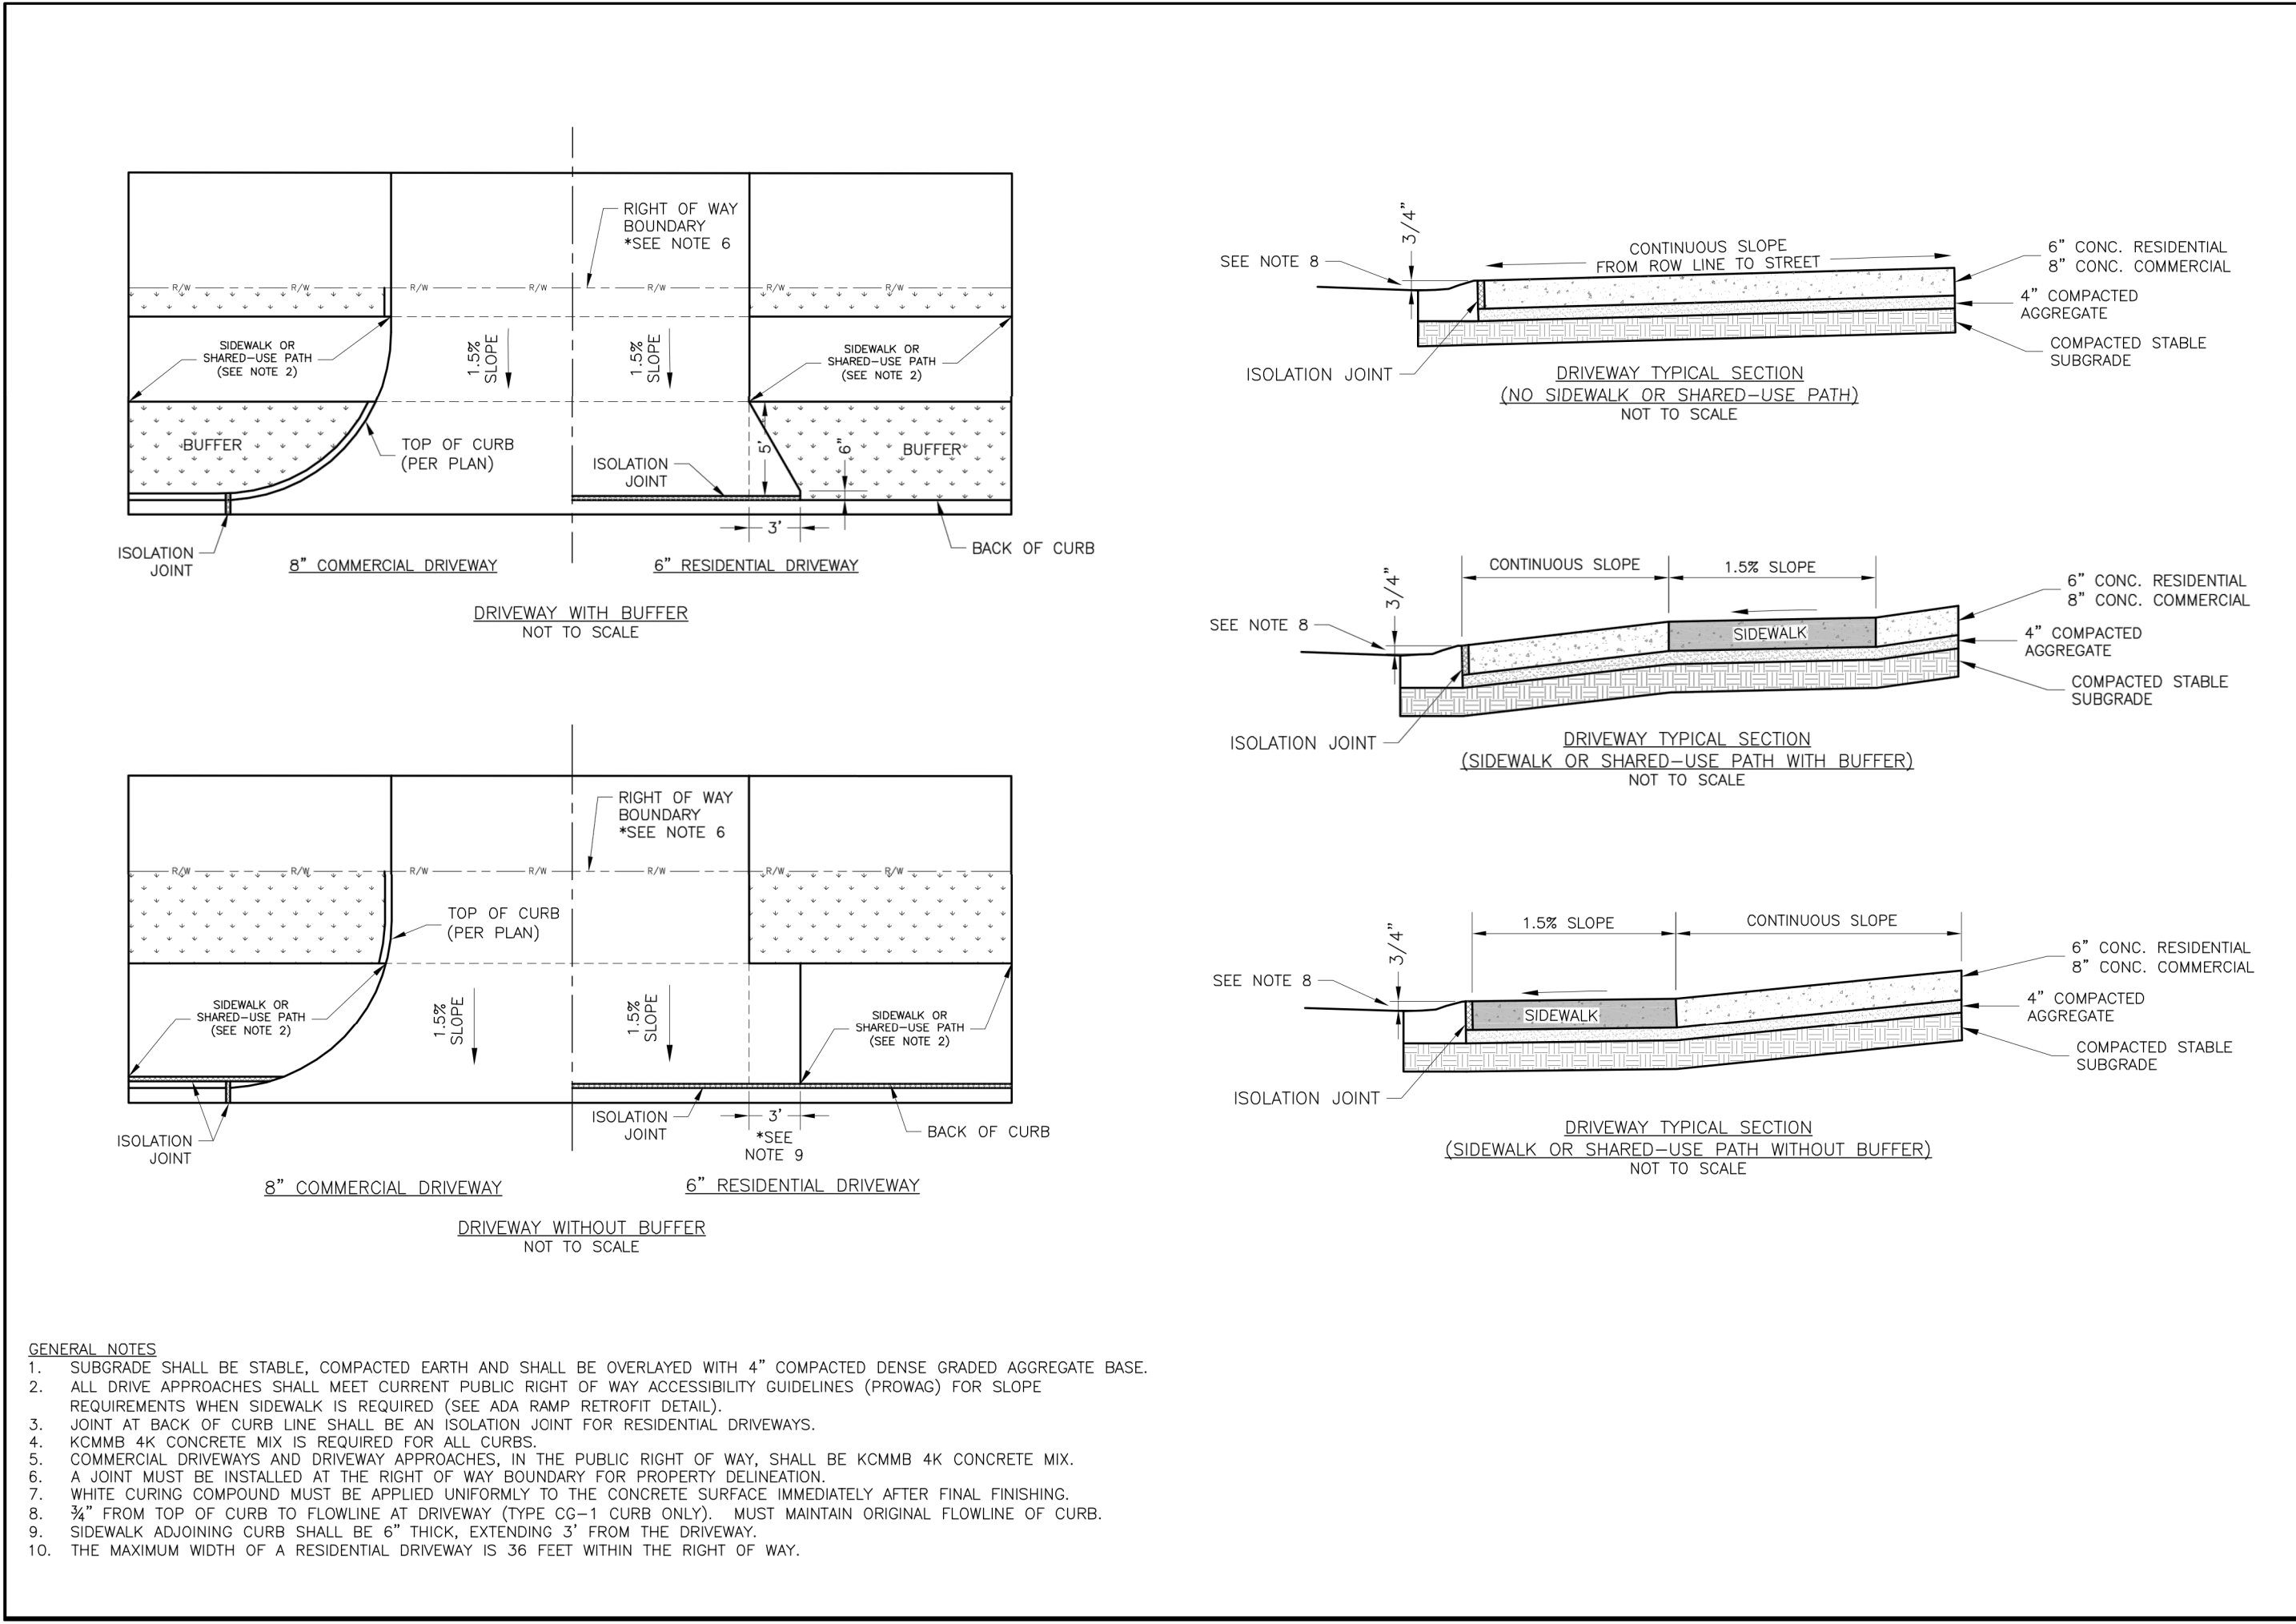 RIGHT OF WAY
BOUNDARY
*SEE NOTE 6
R/W
R/W
R/W
R/W
R/W
R/W
R/W
SIDEWALK OR
SHARED-USE PATH
(SEE NOTE 2)
1.5%
SLOPE
1.5%
SLOPE
SIDEWALK OR
SHARED-USE PATH
(SEE NOTE 2)
BUFFER
TOP OF CURB
(PER PLAN)
ISOLATION
JOINT
5'
6"
BUFFER
3'
ISOLATION
JOINT
BACK OF CURB
8" COMMERCIAL DRIVEWAY
6" RESIDENTIAL DRIVEWAY
DRIVEWAY WITH BUFFER
NOT TO SCALE
RIGHT OF WAY
BOUNDARY
*SEE NOTE 6
R/W
R/W
R/W
R/W
R/W
R/W
R/W
TOP OF CURB
(PER PLAN)
SIDEWALK OR
SHARED-USE PATH
(SEE NOTE 2)
1.5%
SLOPE
1.5%
SLOPE
SIDEWALK OR
SHARED-USE PATH
(SEE NOTE 2)
ISOLATION
JOINT
ISOLATION
JOINT
3'
*SEE
NOTE 9
BACK OF CURB
8" COMMERCIAL DRIVEWAY
6" RESIDENTIAL DRIVEWAY
DRIVEWAY WITHOUT BUFFER
NOT TO SCALE
3/4"
SEE NOTE 8
CONTINUOUS SLOPE
FROM ROW LINE TO STREET
6" CONC. RESIDENTIAL
8" CONC. COMMERCIAL
4" COMPACTED
AGGREGATE
COMPACTED STABLE
SUBGRADE
ISOLATION JOINT
DRIVEWAY TYPICAL SECTION
(NO SIDEWALK OR SHARED-USE PATH)
NOT TO SCALE
3/4"
CONTINUOUS SLOPE
1.5% SLOPE
SEE NOTE 8
SIDEWALK
6" CONC. RESIDENTIAL
8" CONC. COMMERCIAL
4" COMPACTED
AGGREGATE
COMPACTED STABLE
SUBGRADE
ISOLATION JOINT
DRIVEWAY TYPICAL SECTION
(SIDEWALK OR SHARED-USE PATH WITH BUFFER)
NOT TO SCALE
3/4"
1.5% SLOPE
CONTINUOUS SLOPE
SEE NOTE 8
SIDEWALK
6" CONC. RESIDENTIAL
8" CONC. COMMERCIAL
4" COMPACTED
AGGREGATE
COMPACTED STABLE
SUBGRADE
ISOLATION JOINT
DRIVEWAY TYPICAL SECTION
(SIDEWALK OR SHARED-USE PATH WITHOUT BUFFER)
NOT TO SCALE
GENERAL NOTES
1. SUBGRADE SHALL BE STABLE, COMPACTED EARTH AND SHALL BE OVERLAYED WITH 4" COMPACTED DENSE GRADED AGGREGATE BASE.
2. ALL DRIVE APPROACHES SHALL MEET CURRENT PUBLIC RIGHT OF WAY ACCESSIBILITY GUIDELINES (PROWAG) FOR SLOPE
REQUIREMENTS WHEN SIDEWALK IS REQUIRED (SEE ADA RAMP RETROFIT DETAIL).
3. JOINT AT BACK OF CURB LINE SHALL BE AN ISOLATION JOINT FOR RESIDENTIAL DRIVEWAYS.
4. KCMMB 4K CONCRETE MIX IS REQUIRED FOR ALL CURBS.
5. COMMERCIAL DRIVEWAYS AND DRIVEWAY APPROACHES, IN THE PUBLIC RIGHT OF WAY, SHALL BE KCMMB 4K CONCRETE MIX.
6. A JOINT MUST BE INSTALLED AT THE RIGHT OF WAY BOUNDARY FOR PROPERTY DELINEATION.
7. WHITE CURING COMPOUND MUST BE APPLIED UNIFORMLY TO THE CONCRETE SURFACE IMMEDIATELY AFTER FINAL FINISHING.
8. ¾" FROM TOP OF CURB TO FLOWLINE AT DRIVEWAY (TYPE CG-1 CURB ONLY). MUST MAINTAIN ORIGINAL FLOWLINE OF CURB.
9. SIDEWALK ADJOINING CURB SHALL BE 6" THICK, EXTENDING 3' FROM THE DRIVEWAY.
10. THE MAXIMUM WIDTH OF A RESIDENTIAL DRIVEWAY IS 36 FEET WITHIN THE RIGHT OF WAY.